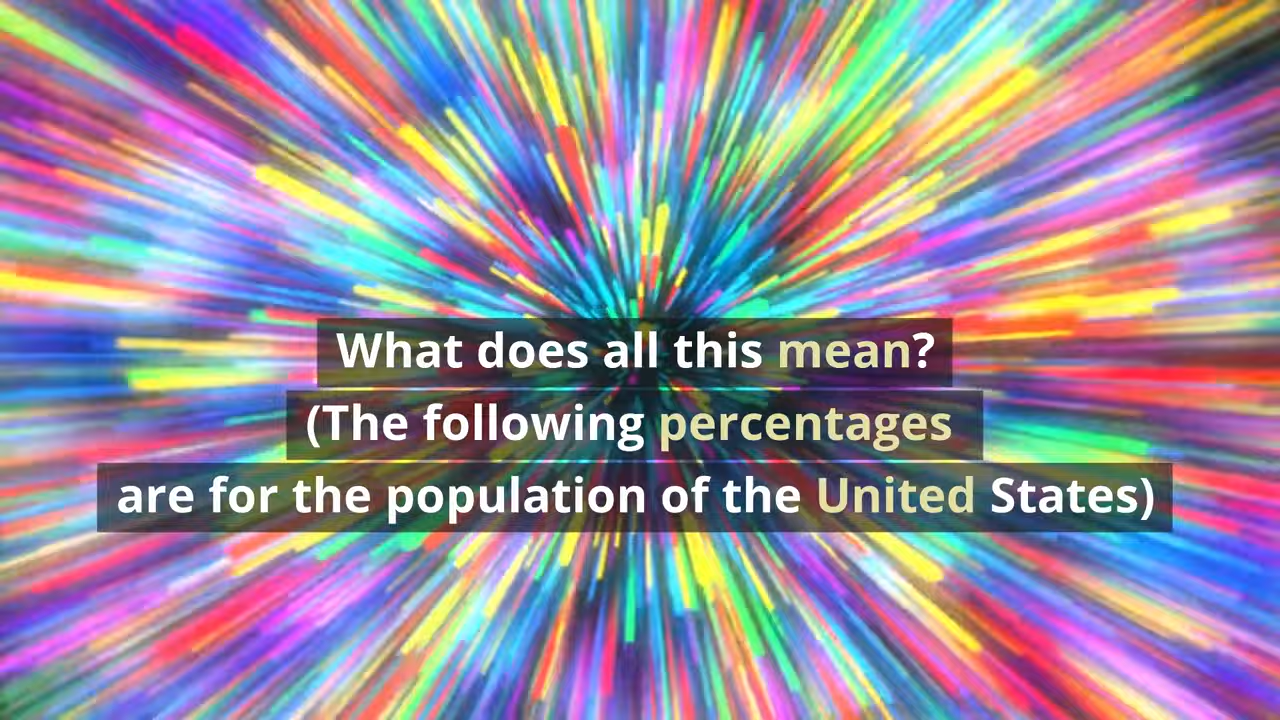 What does all this mean?
(The following percentages
are for the population of the United States)